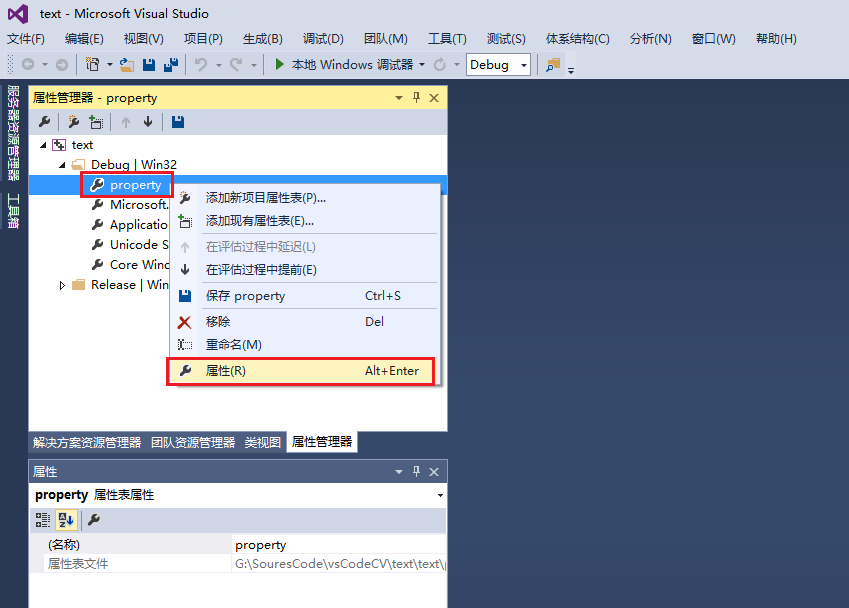 text - Microsoft Visual Studio
文件(F) 编辑(E) 视图(V) 项目(P) 生成(B) 调试(D) 团队(M) 工具(T) 测试(S) 体系结构(C) 分析(N) 窗口(W) 帮助(H)
本地 Windows 调试器 Debug
服务器资源管理器
工具箱
属性管理器 - property
text
Debug | Win32
property
Microsoft.
Applicatio
Unicode S
Core Wind
Release | Win
添加新项目属性表(P)...
添加现有属性表(E)...
在评估过程中延迟(L)
在评估过程中提前(E)
保存 property Ctrl+S
移除 Del
重命名(M)
属性(R) Alt+Enter
解决方案资源管理器 团队资源管理器 类视图 属性管理器
属性
property 属性表属性
(名称) property
属性表文件 G:\SouresCode\vsCodeCV\text\text\